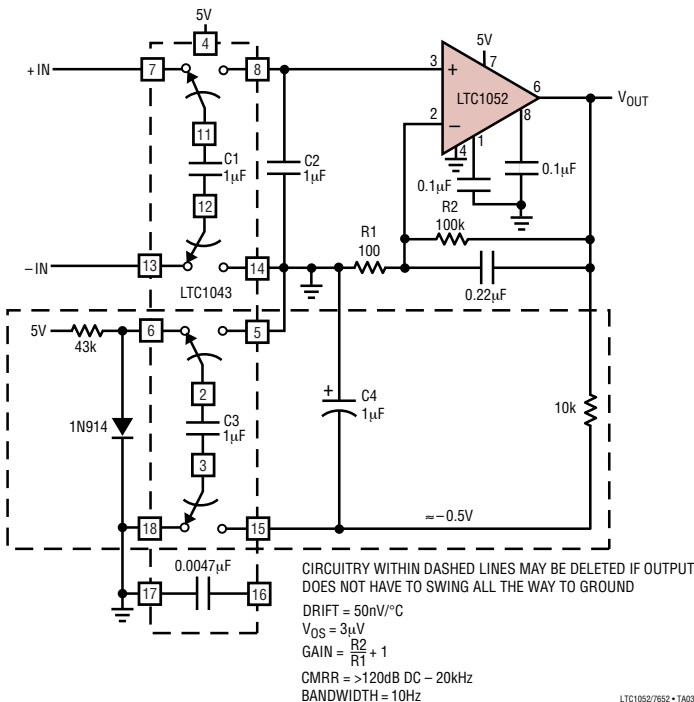 5V
4
+IN
7
8
3
+
5V
7
LTC1052
6
VOUT
2
−
4
1
8
0.1µF
0.1µF
11
C1
1µF
C2
1µF
12
R2
100k
R1
100
−IN
13
14
LTC1043
0.22µF
5V
43k
6
5
2
C3
1µF
+
C4
1µF
10k
1N914
3
18
15
≈ −0.5V
0.0047µF
17
16
CIRCUITRY WITHIN DASHED LINES MAY BE DELETED IF OUTPUT
DOES NOT HAVE TO SWING ALL THE WAY TO GROUND
DRIFT = 50nV/°C
VOS = 3µV
GAIN = R2/R1 + 1
CMRR = >120dB DC – 20kHz
BANDWIDTH = 10Hz
LTC1052/7652 • TA03